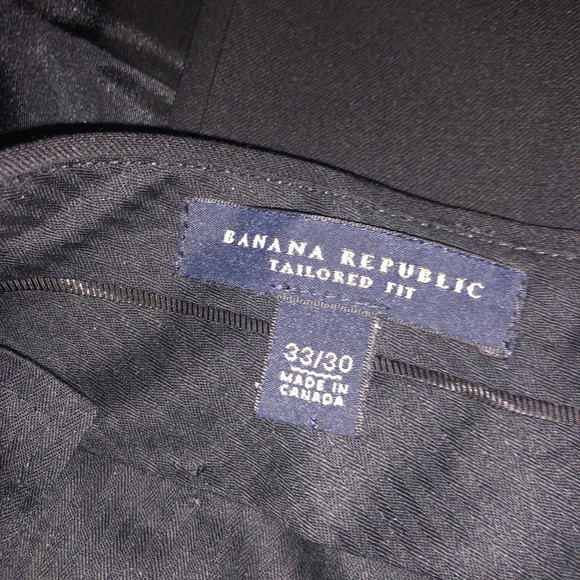 BANANA REPUBLIC
TAILORED FIT
33/30
MADE IN
CANADA